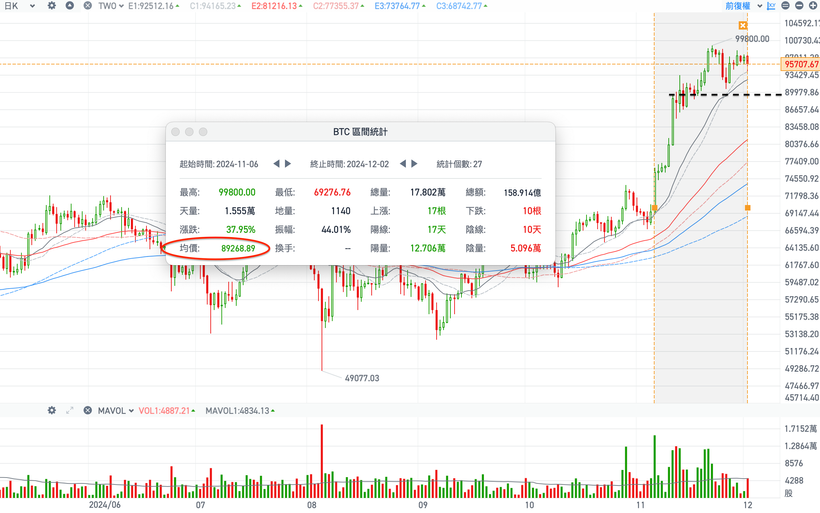 日K TWO E1:92512.16 C1:94165.23 E2:81216.13 C2:77355.37 E3:73764.77 C3:68742.77 前復權
99800.00
104592.17
100730.42
95707.67
93429.45
89979.86
86657.64
83458.08
80376.66
77409.00
74550.92
71798.36
69147.44
66594.39
64135.60
61767.60
59487.02
57290.65
55175.38
53138.20
51176.24
49286.72
47466.97
45714.40
BTC 區間統計
起始時間: 2024-11-06 終止時間: 2024-12-02 統計個數: 27
最高: 99800.00 最低: 69276.76 總量: 17.802萬 總額: 158.914億
天量: 1.555萬 地量: 1140 上漲: 17根 下跌: 10根
漲跌: 37.95% 振幅: 44.01% 陽線: 17天 陰線: 10天
均價: 89268.89 換手: – 陽量: 12.706萬 陰量: 5.096萬
49077.03
MAVOL VOL1:4887.21 MAVOL1:4834.13
1.7152萬
1.2864萬
8576
4288
股
2024/06 07 08 09 10 11 12